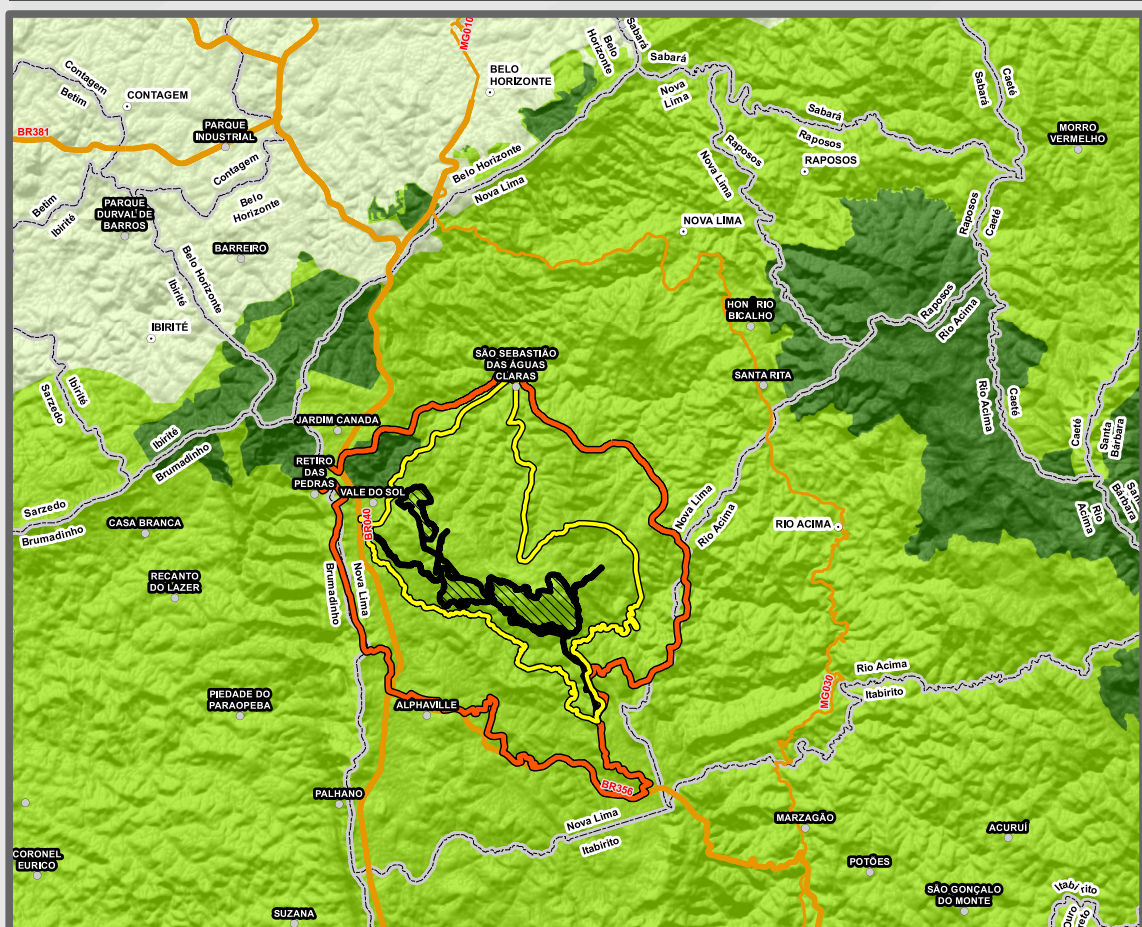 MG010
Sabará
Belo
Horizonte
Sabará
BELO
HORIZONTE
Nova
Lima
Contagem
Betim
CONTAGEM
Caeté
Sabará
Sabará
Raposos
BR381
PARQUE
INDUSTRIAL
MORRO
VERMELHO
Raposos
Nova Lima
RAPOSOS
Belo Horizonte
Nova Lima
Contagem
Belo
Horizonte
Betim
Ibirité
PARQUE
DURVAL DE
BARROS
Raposos
Caeté
NOVA LIMA
BARREIRO
Belo Horizonte
Ibirité
HON RIO
BICALHO
Raposos
Rio Acima
IBIRITÉ
SÃO SEBASTIÃO
DAS ÁGUAS
CLARAS
SANTA RITA
Ibirité
Sarzedo
Rio Acima
Caeté
JARDIM CANADA
Ibirité
Brumadinho
Caeté
Santa
Bárbara
RETIRO
DAS
PEDRAS
VALE DO SOL
Sarzedo
Brumadinho
CASA BRANCA
BR040
Nova Lima
Rio Acima
RIO ACIMA
Rio
Acima
Bárbara
RECANTO
DO LAZER
Brumadinho
Nova Lima
Rio Acima
Itabirito
MG030
PIEDADE DO
PARAOPEBA
ALPHAVILLE
BR356
PALHANO
Nova Lima
Itabirito
MARZAGÃO
ACURUÍ
CORONEL
EURICO
POTÕES
SÃO GONÇALO
DO MONTE
SUZANA